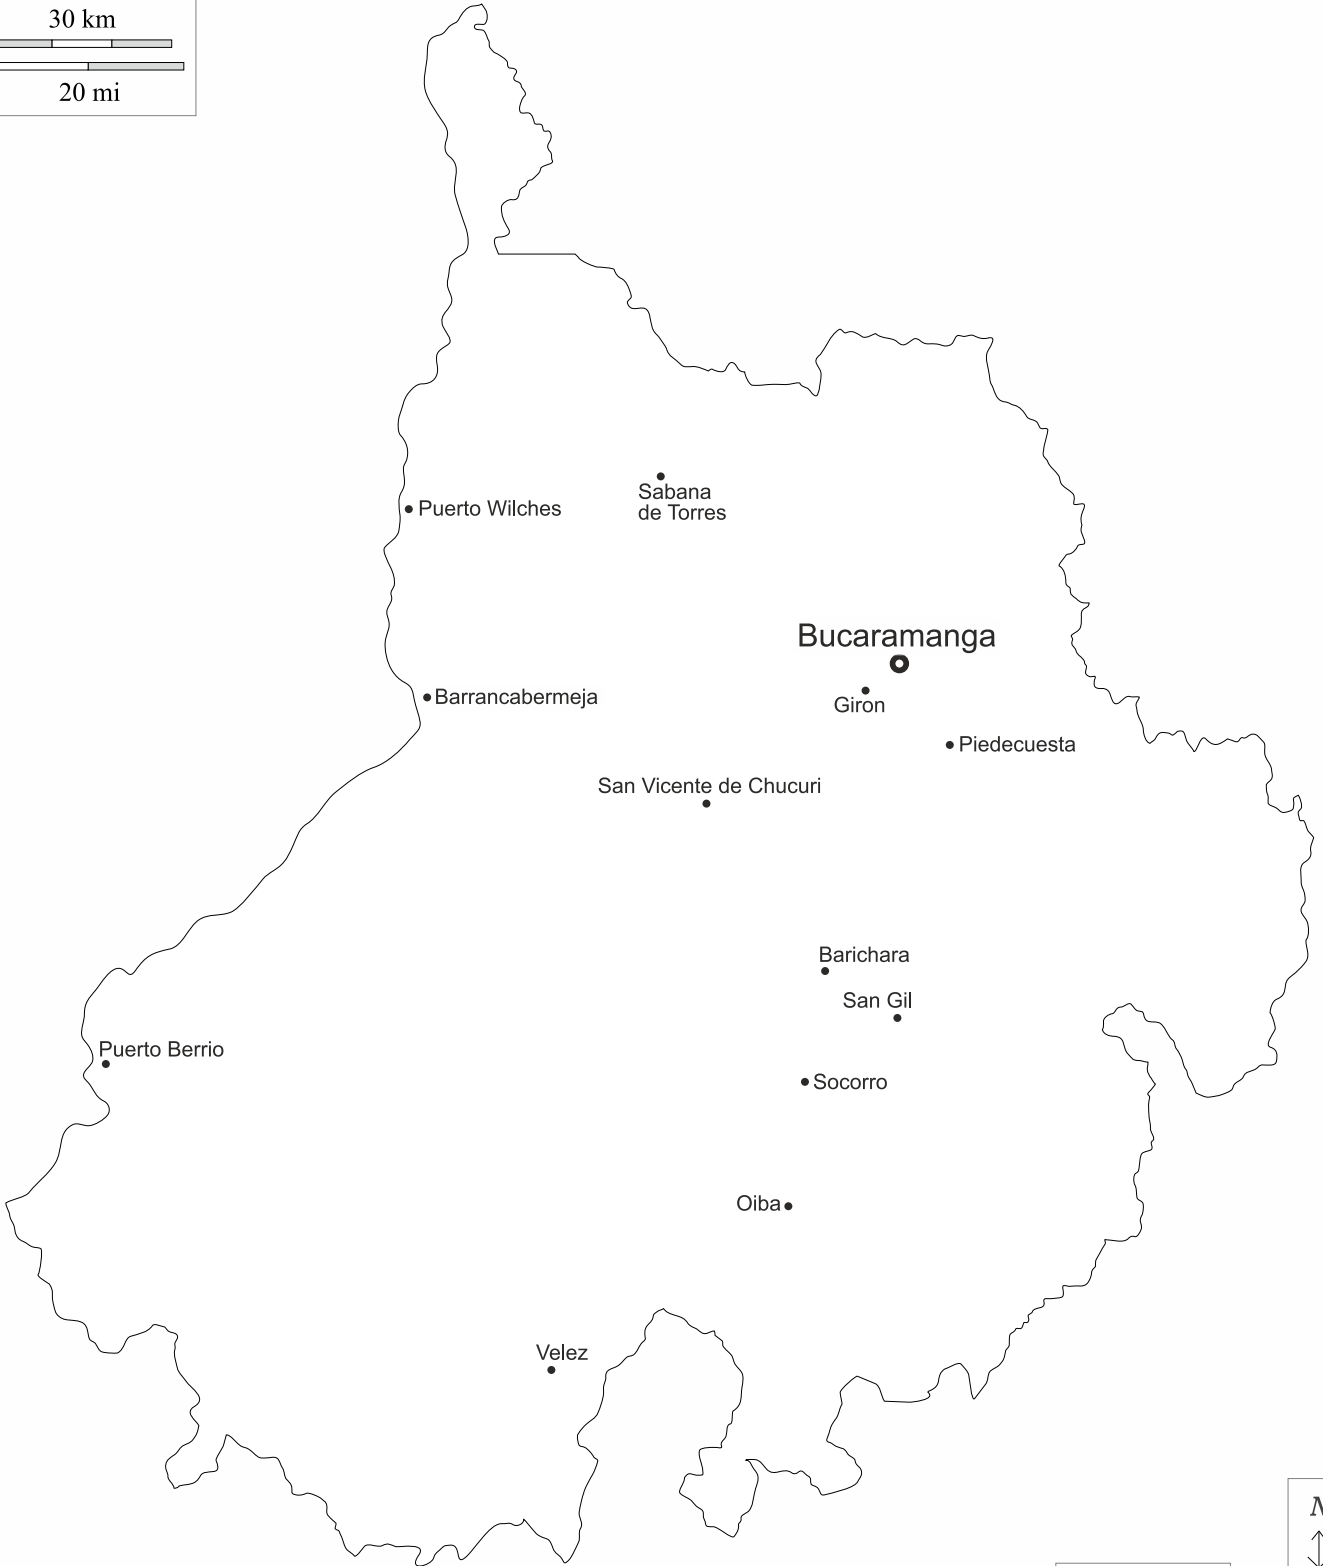 30 km
20 mi
Sabana
de Torres
Puerto Wilches
Bucaramanga
Barrancabermeja
Giron
Piedecuesta
San Vicente de Chucuri
Barichara
San Gil
Puerto Berrio
Socorro
Oiba
Velez
N